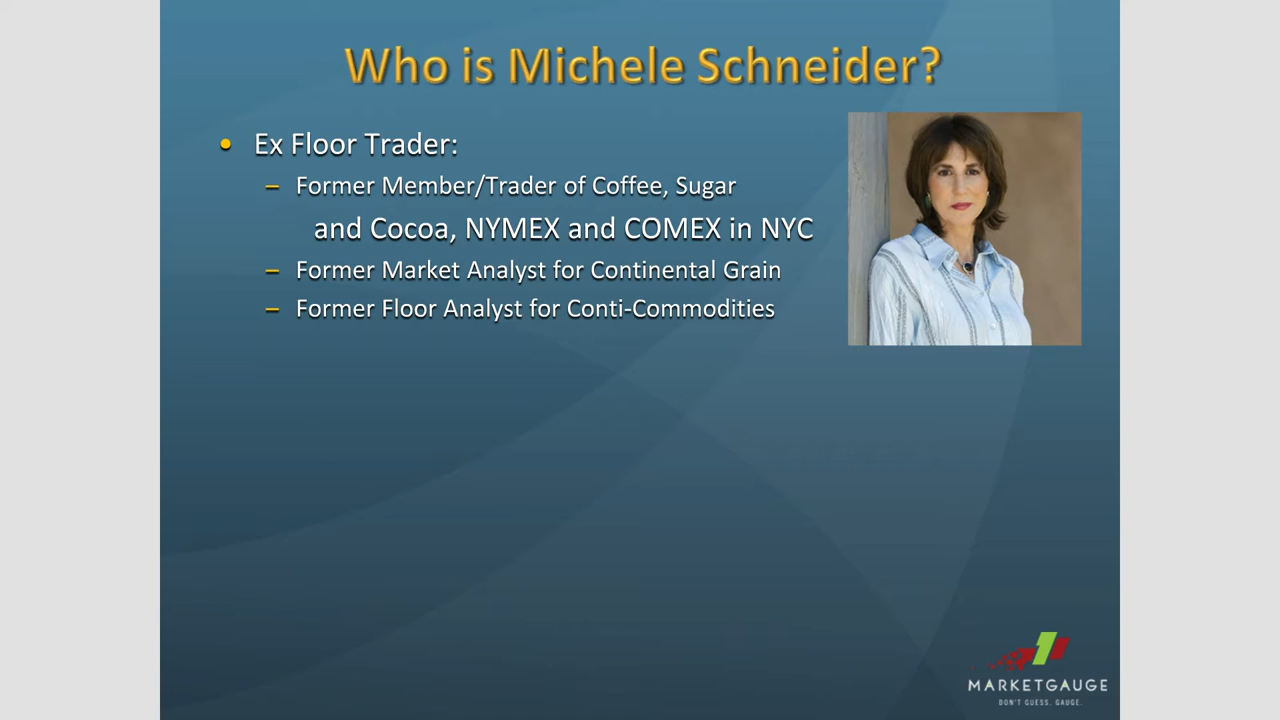 Who is Michele Schneider?
• Ex Floor Trader:
– Former Member/Trader of Coffee, Sugar
and Cocoa, NYMEX and COMEX in NYC
– Former Market Analyst for Continental Grain
– Former Floor Analyst for Conti-Commodities
MARKETGAUGE
DON'T GUESS. GAUGE.